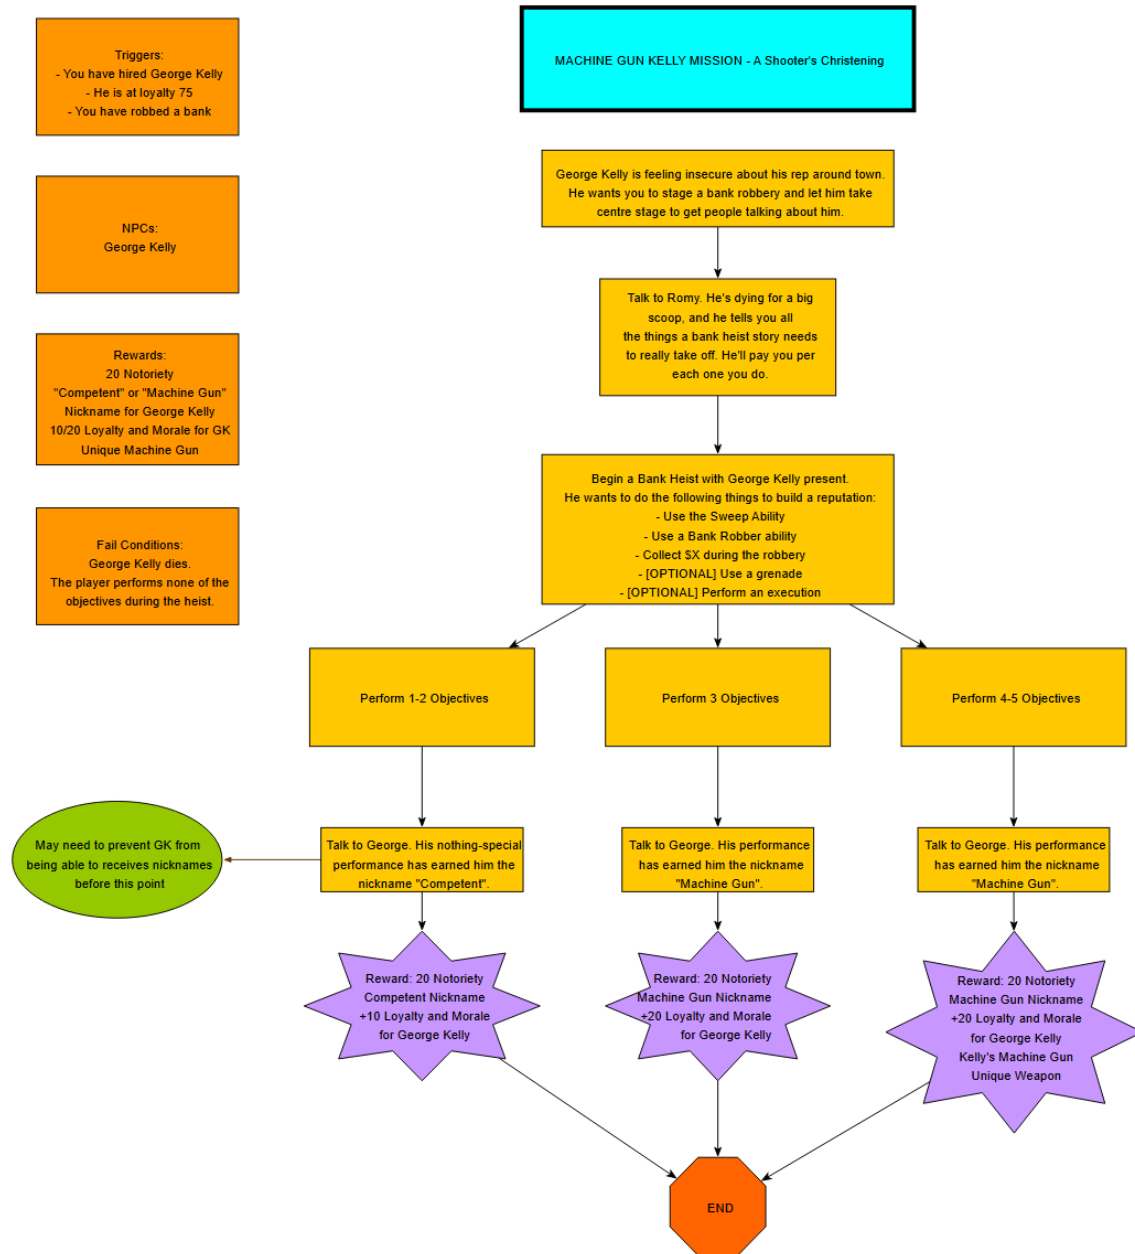 Triggers:
- You have hired George Kelly
- He is at loyalty 75
- You have robbed a bank
MACHINE GUN KELLY MISSION - A Shooter's Christening
NPCs:
George Kelly
George Kelly is feeling insecure about his rep around town.
He wants you to stage a bank robbery and let him take
centre stage to get people talking about him.
Rewards:
20 Notoriety
"Competent" or "Machine Gun"
Nickname for George Kelly
10/20 Loyalty and Morale for GK
Unique Machine Gun
Talk to Romy. He's dying for a big
scoop, and he tells you all
the things a bank heist story needs
to really take off. He'll pay you per
each one you do.
Fail Conditions:
George Kelly dies.
The player performs none of the
objectives during the heist.
Begin a Bank Heist with George Kelly present.
He wants to do the following things to build a reputation:
- Use the Sweep Ability
- Use a Bank Robber ability
- Collect $X during the robbery
- [OPTIONAL] Use a grenade
- [OPTIONAL] Perform an execution
Perform 1-2 Objectives
Perform 3 Objectives
Perform 4-5 Objectives
May need to prevent GK from
being able to receives nicknames
before this point
Talk to George. His nothing-special
performance has earned him the
nickname "Competent".
Talk to George. His performance
has earned him the nickname
"Machine Gun".
Talk to George. His performance
has earned him the nickname
"Machine Gun".
Reward: 20 Notoriety
Competent Nickname
+10 Loyalty and Morale
for George Kelly
Reward: 20 Notoriety
Machine Gun Nickname
+20 Loyalty and Morale
for George Kelly
Reward: 20 Notoriety
Machine Gun Nickname
+20 Loyalty and Morale
for George Kelly
Kelly's Machine Gun
Unique Weapon
END